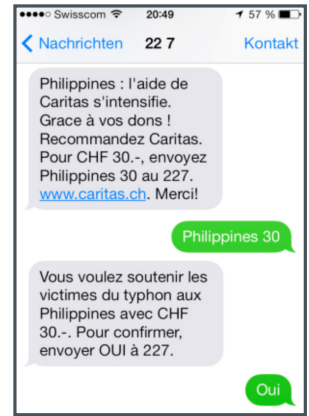 Swisscom 20:49 57 %
Nachrichten 22 7 Kontakt
Philippines : l'aide de
Caritas s'intensifie.
Grace à vos dons !
Recommandez Caritas.
Pour CHF 30.-, envoyez
Philippines 30 au 227.
www.caritas.ch. Merci!
Philippines 30
Vous voulez soutenir les
victimes du typhon aux
Philippines avec CHF
30.-. Pour confirmer,
envoyer OUI à 227.
Oui